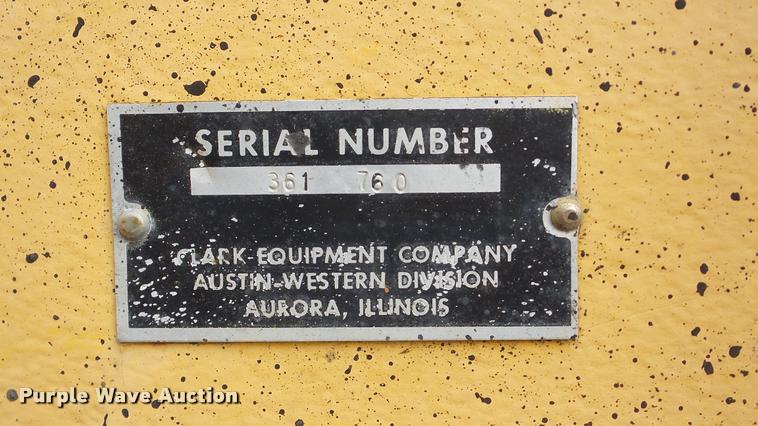 SERIAL NUMBER
361 760
CLARK EQUIPMENT COMPANY
AUSTIN-WESTERN DIVISION
AURORA, ILLINOIS
Purple Wave Auction